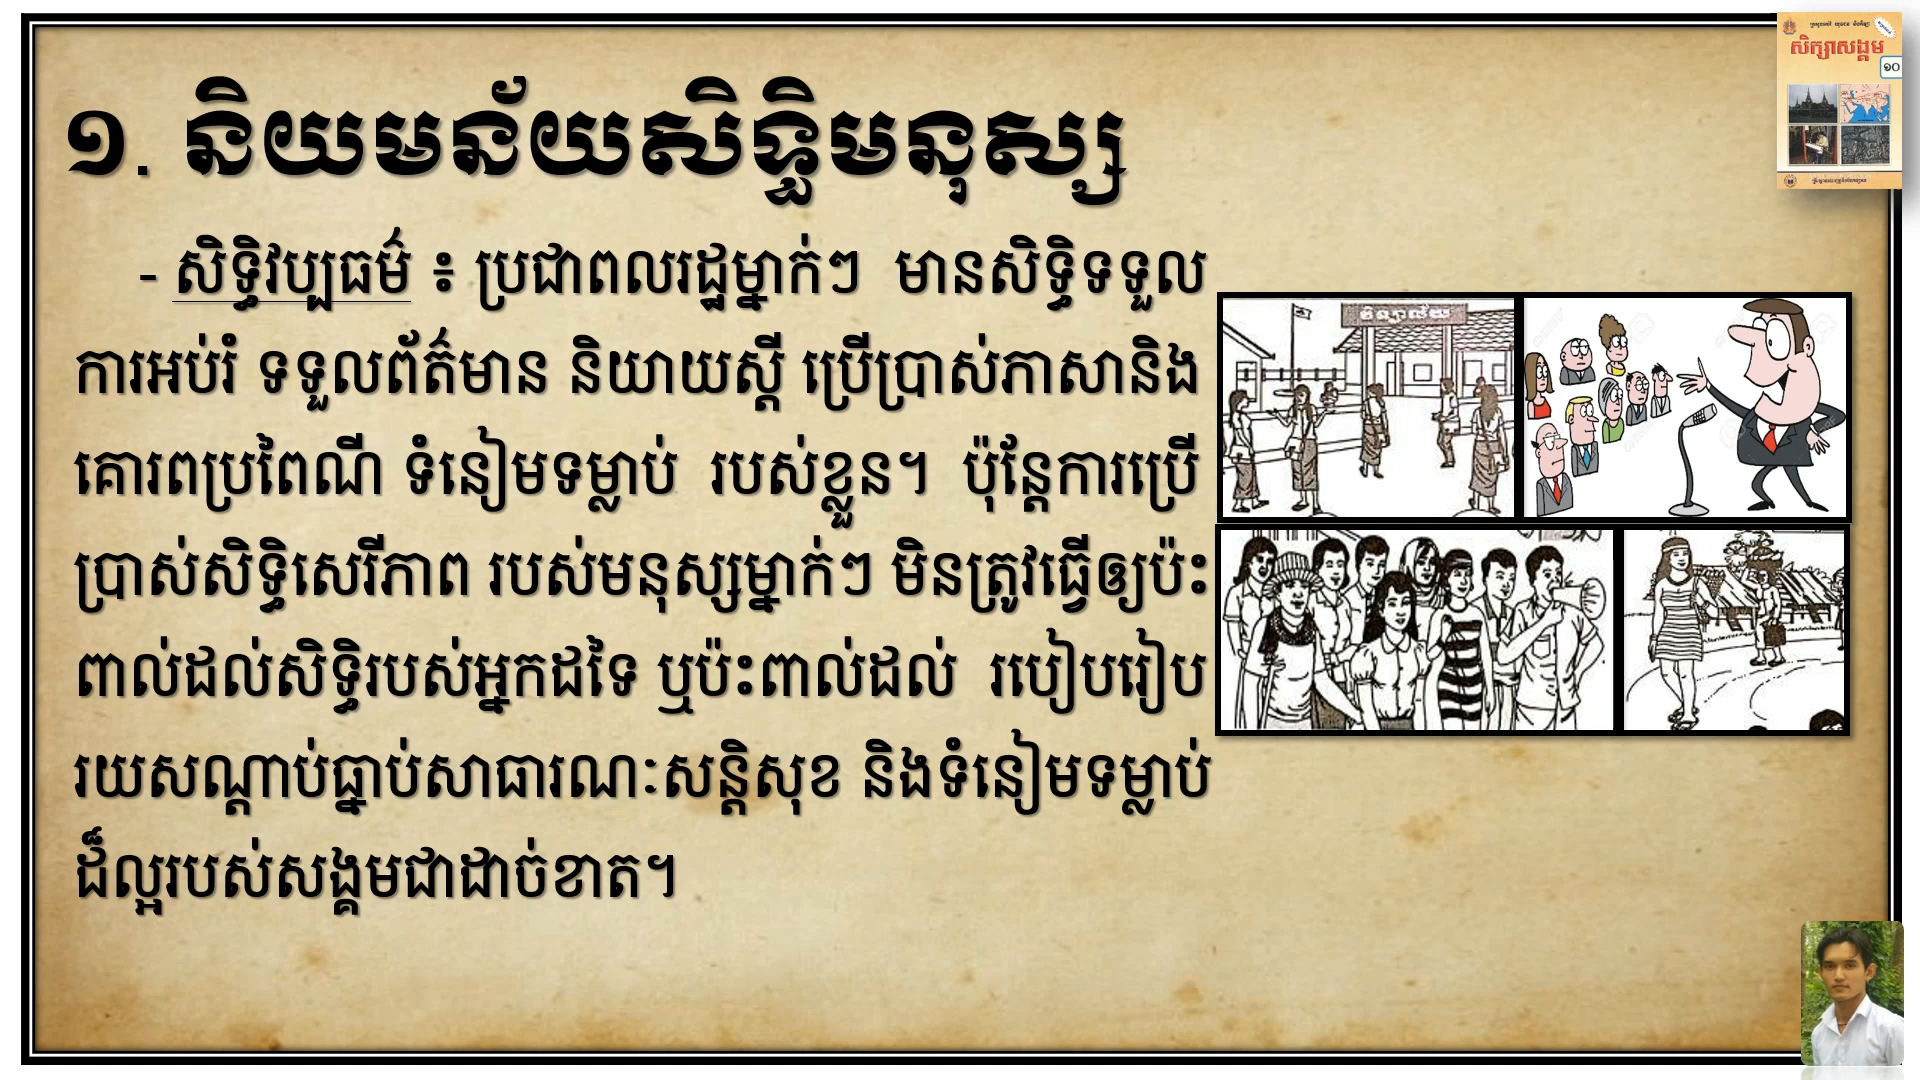 ១. និយមន័យសិទ្ធិមនុស្ស
- សិទ្ធិវប្បធម៌ ៖ ប្រជាពលរដ្ឋម្នាក់ៗ មានសិទ្ធិទទួល
ការអប់រំ ទទួលព័ត៌មាន និយាយស្តី ប្រើប្រាស់ភាសានិង
គោរពប្រពៃណី ទំនៀមទម្លាប់ របស់ខ្លួន។ ប៉ុន្តែការប្រើ
ប្រាស់សិទ្ធិសេរីភាព របស់មនុស្សម្នាក់ៗ មិនត្រូវធ្វើឲ្យប៉ះ
ពាល់ដល់សិទ្ធិរបស់អ្នកដទៃ ឬប៉ះពាល់ដល់ របៀបរៀប
រយសណ្តាប់ធ្នាប់សាធារណៈសន្តិសុខ និងទំនៀមទម្លាប់
ដ៏ល្អរបស់សង្គមជាដាច់ខាត។
សិក្សាសង្គម
១០
វិទ្យាល័យ